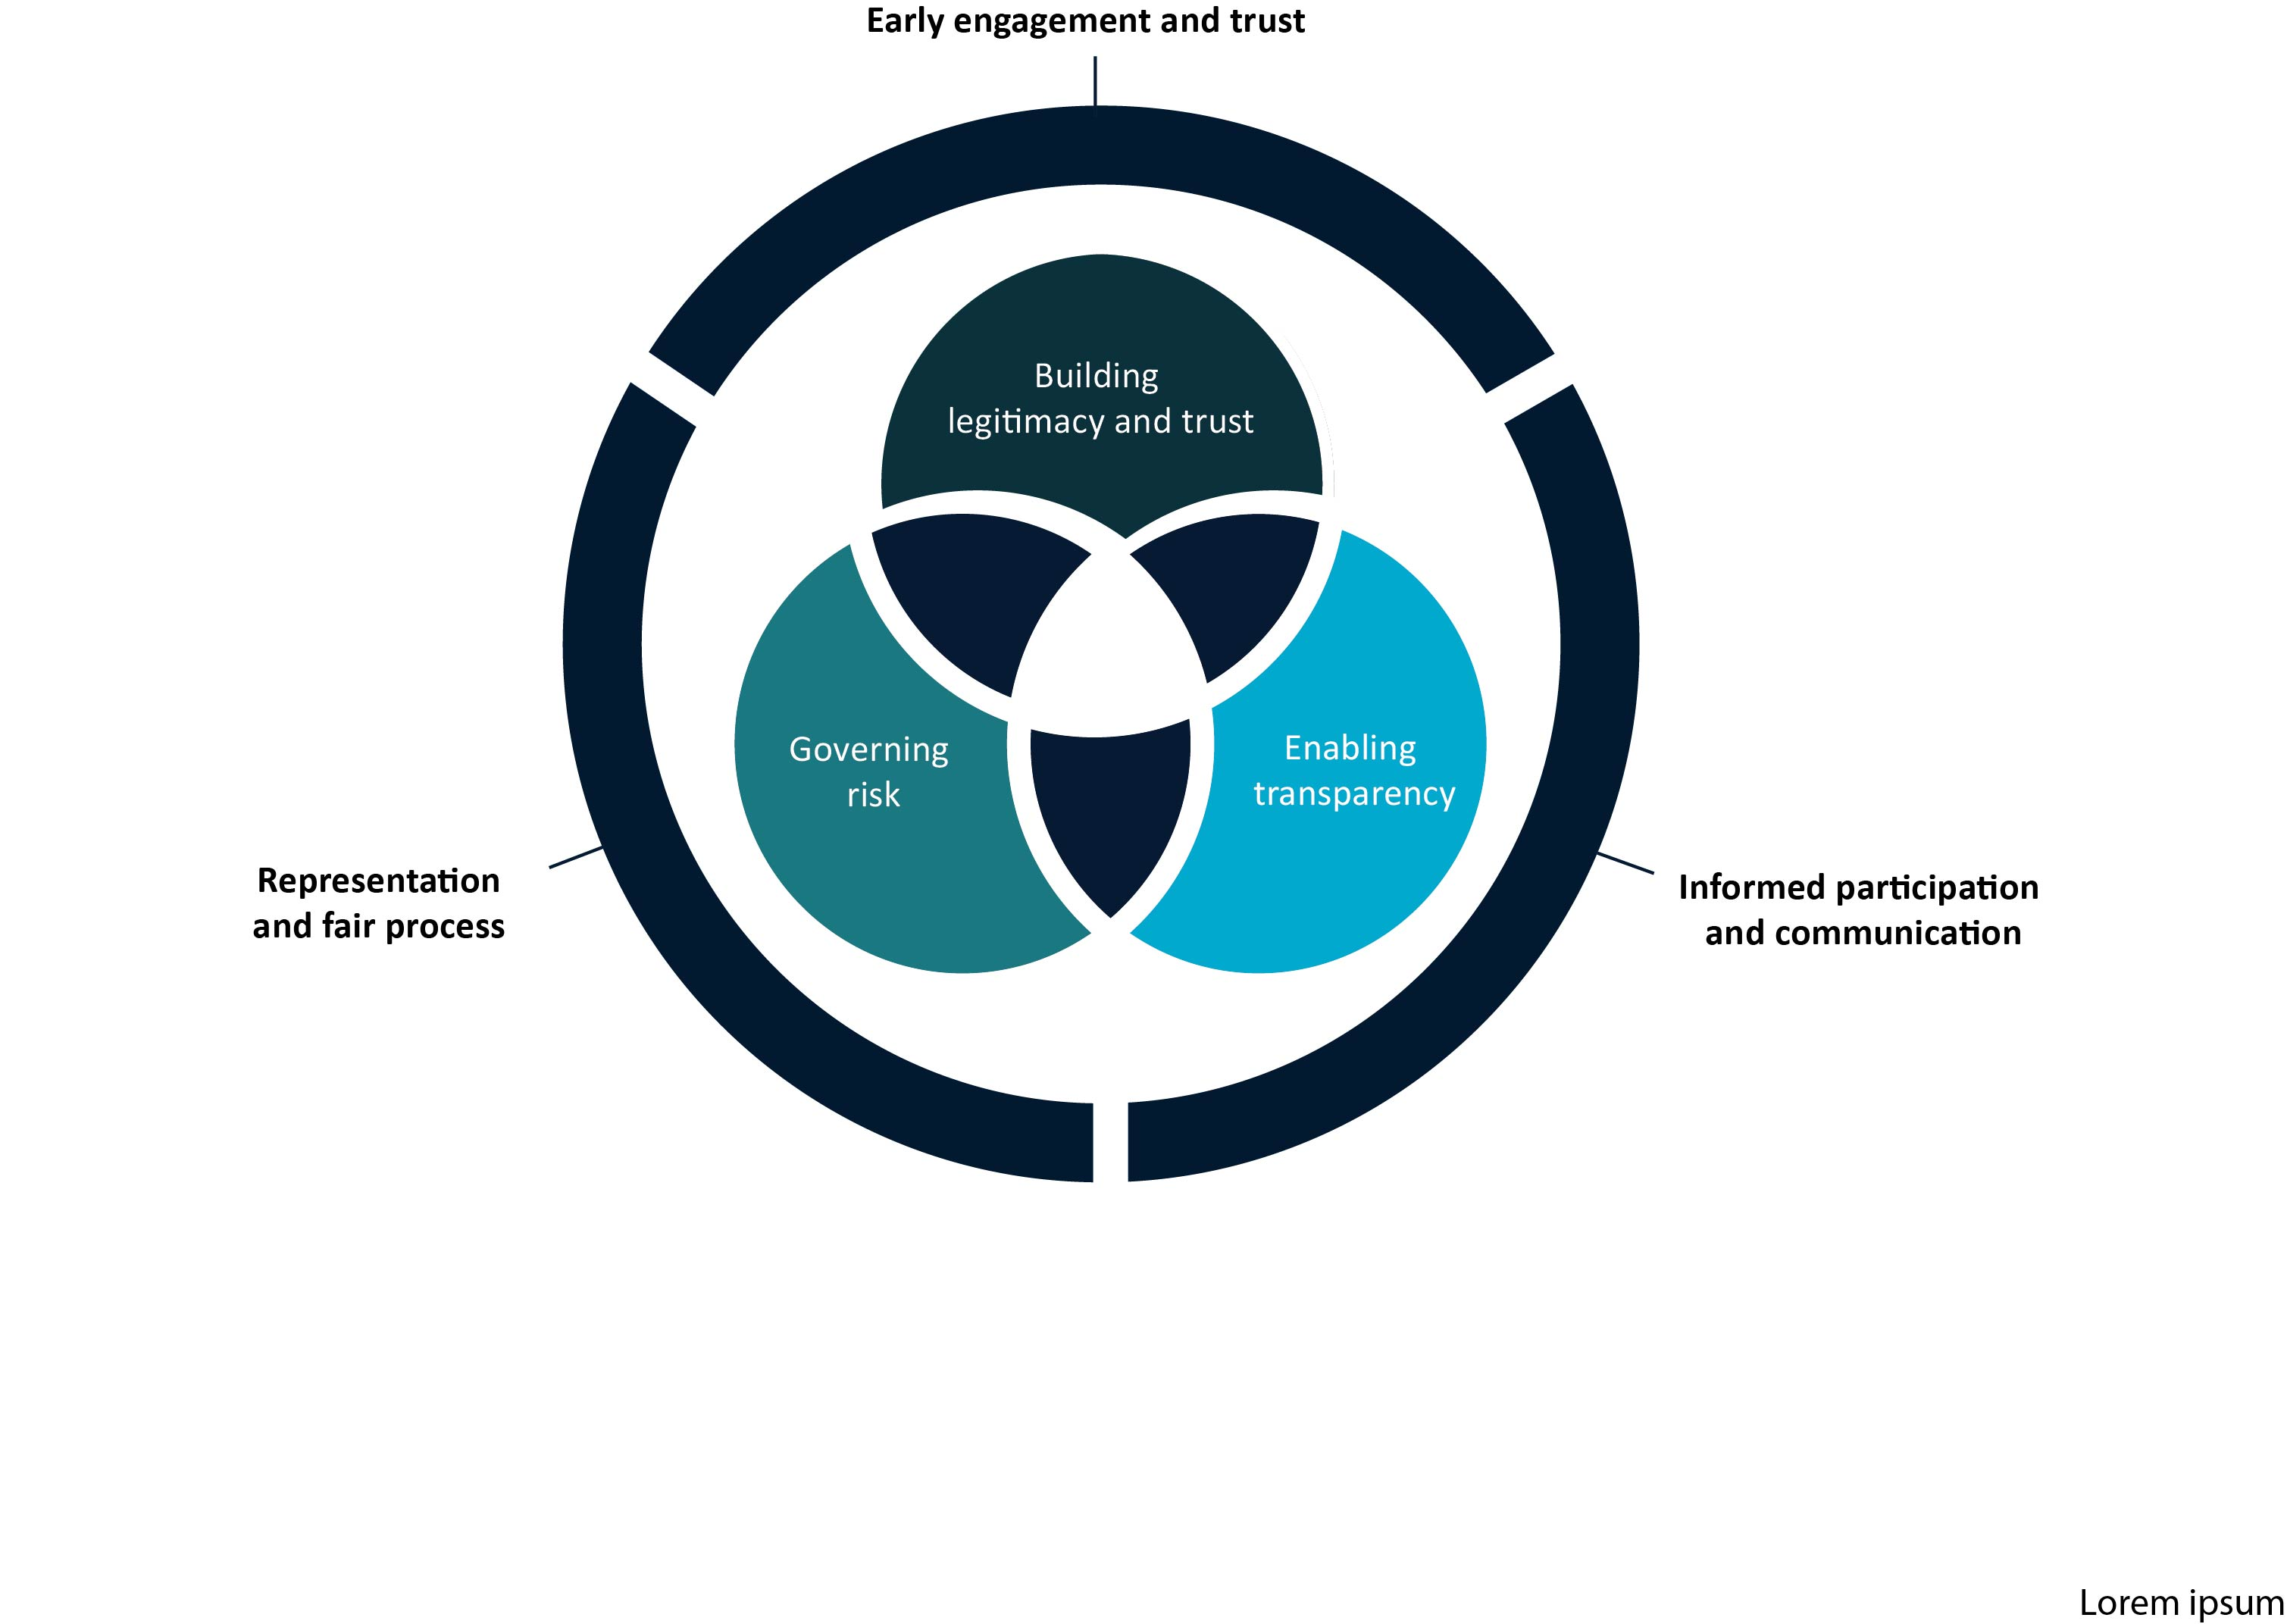 Early engagement and trust
Building
legitimacy and trust
Governing
risk
Enabling
transparency
Representation
and fair process
Informed participation
and communication
Lorem ipsum